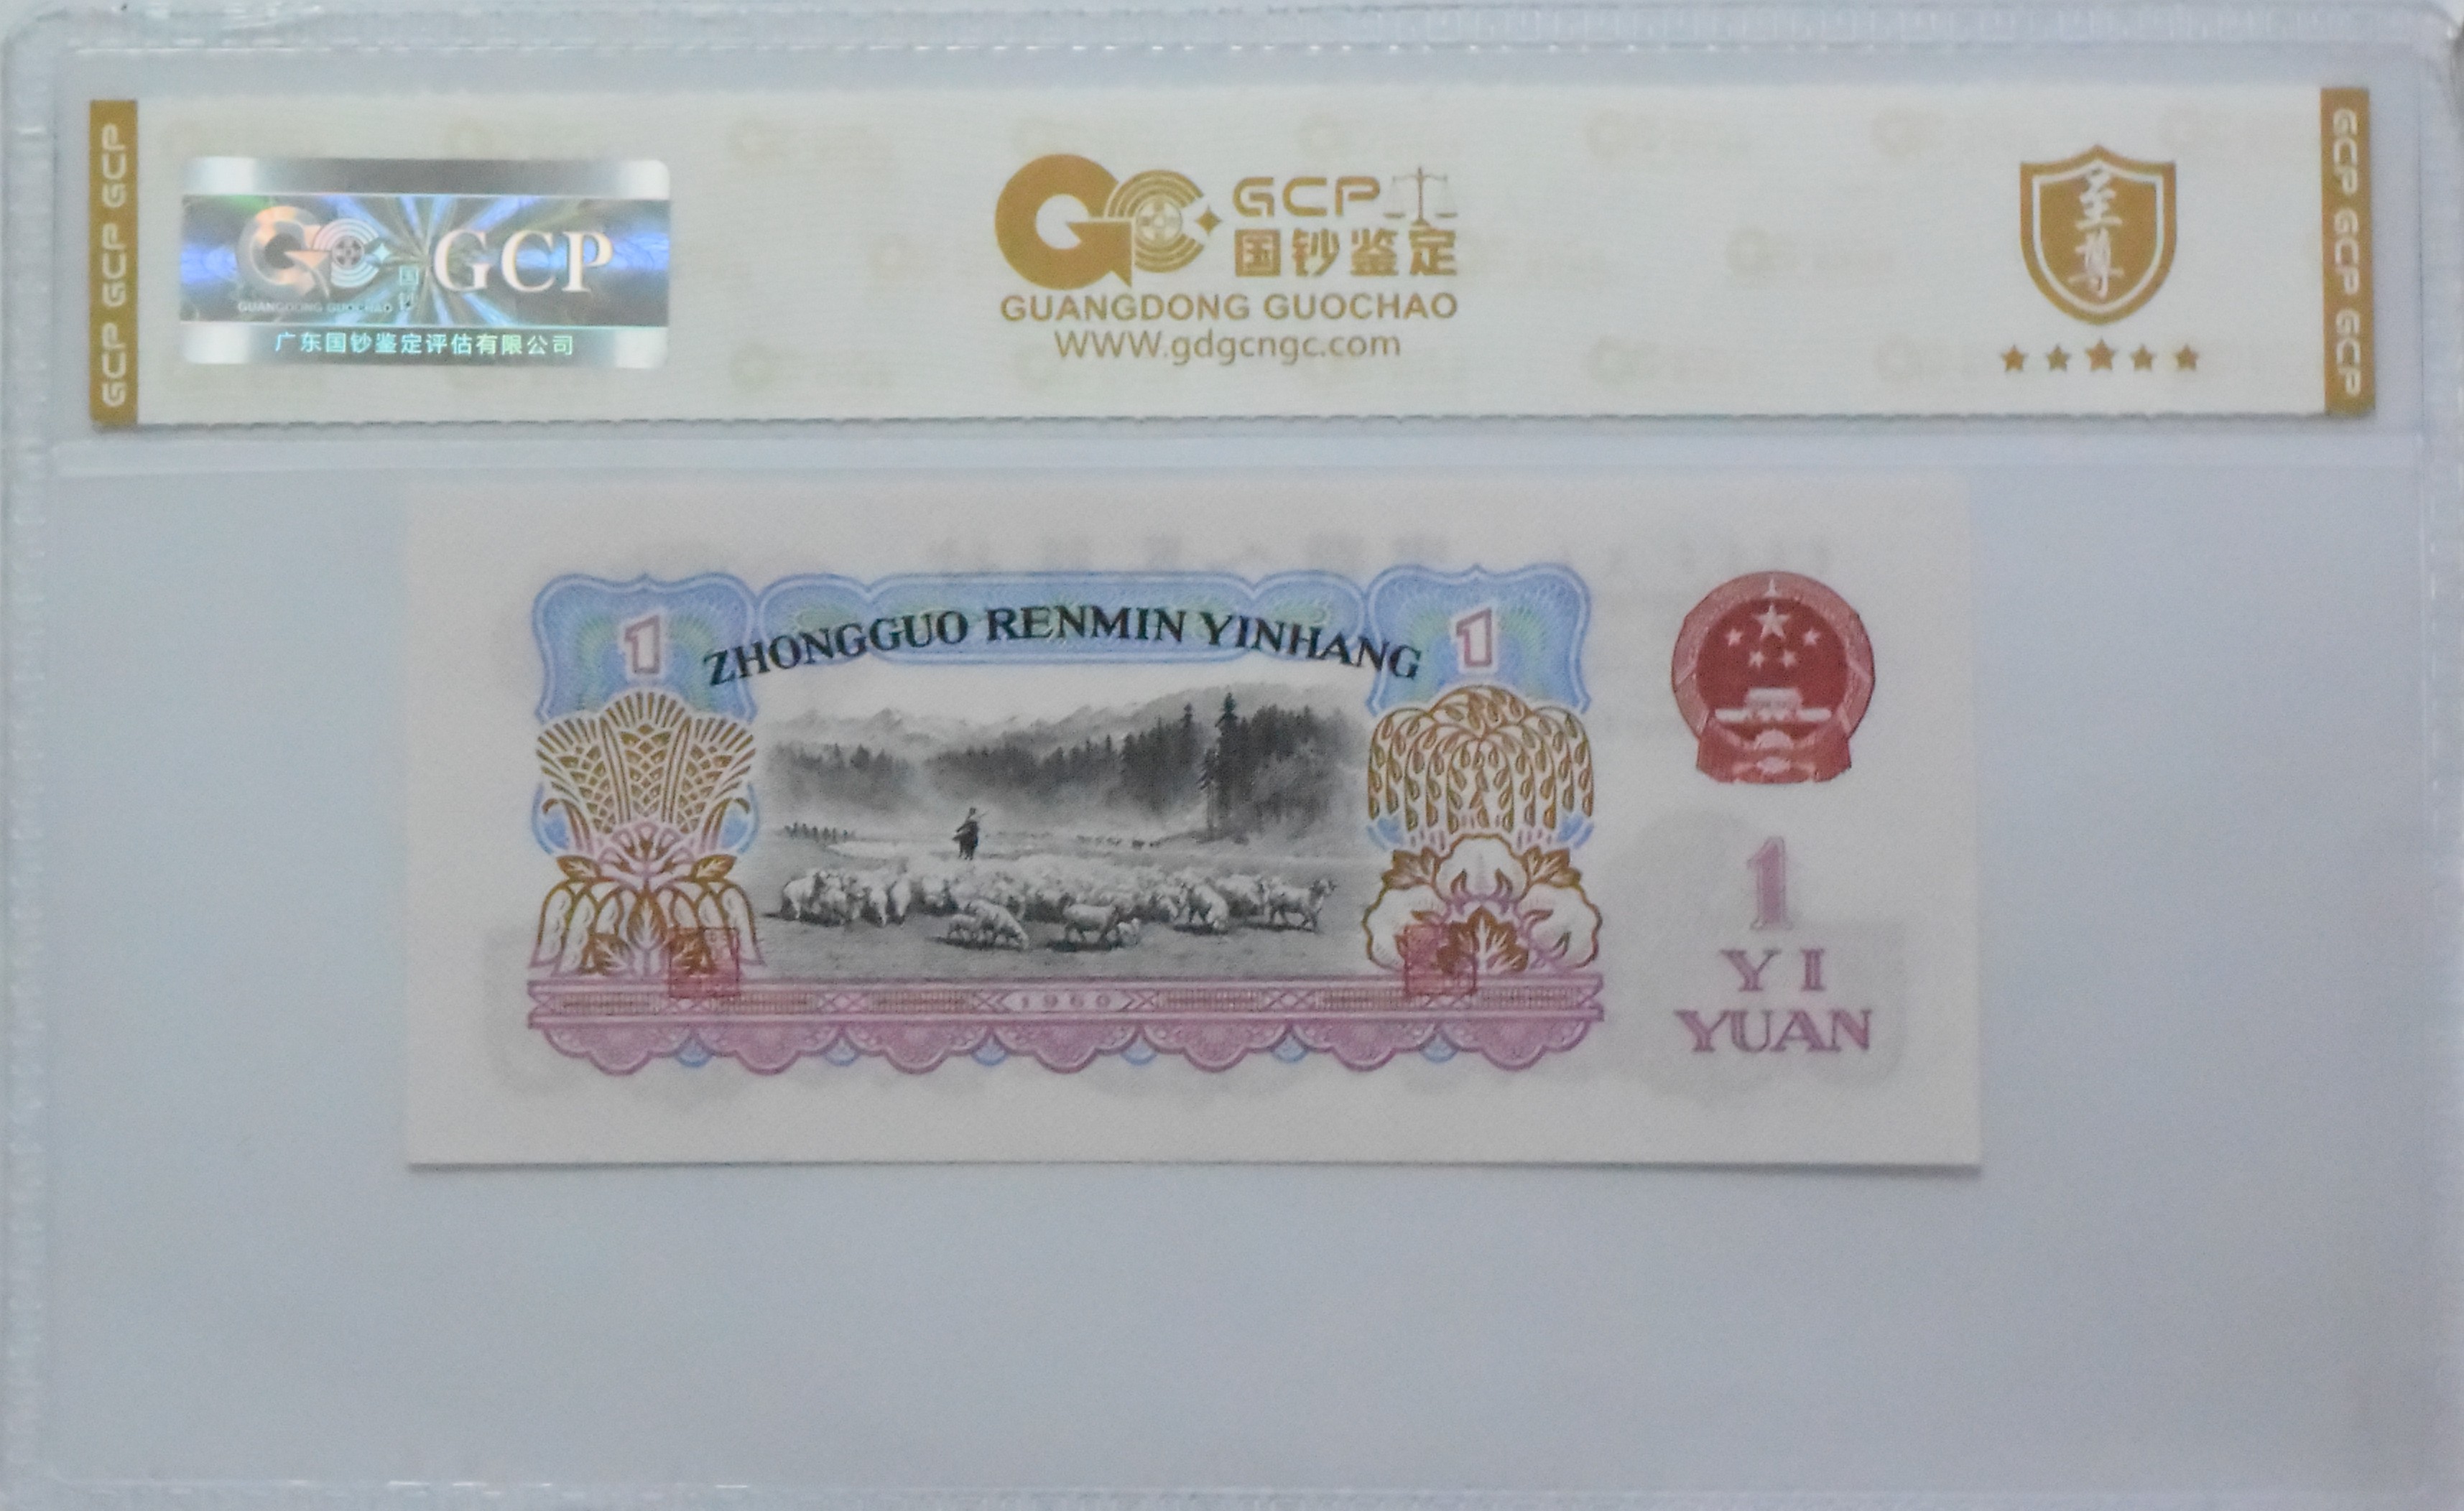 GCP GCP GCP
国钞
GCP
GUANGDONG GUOCHAO
广东国钞鉴定评估有限公司
GCP
国钞鉴定
GUANGDONG GUOCHAO
WWW.gdgcngc.com
至尊
GCP GCP GCP
1
ZHONGGUO RENMIN YINHANG
1
1960
1
YI
YUAN